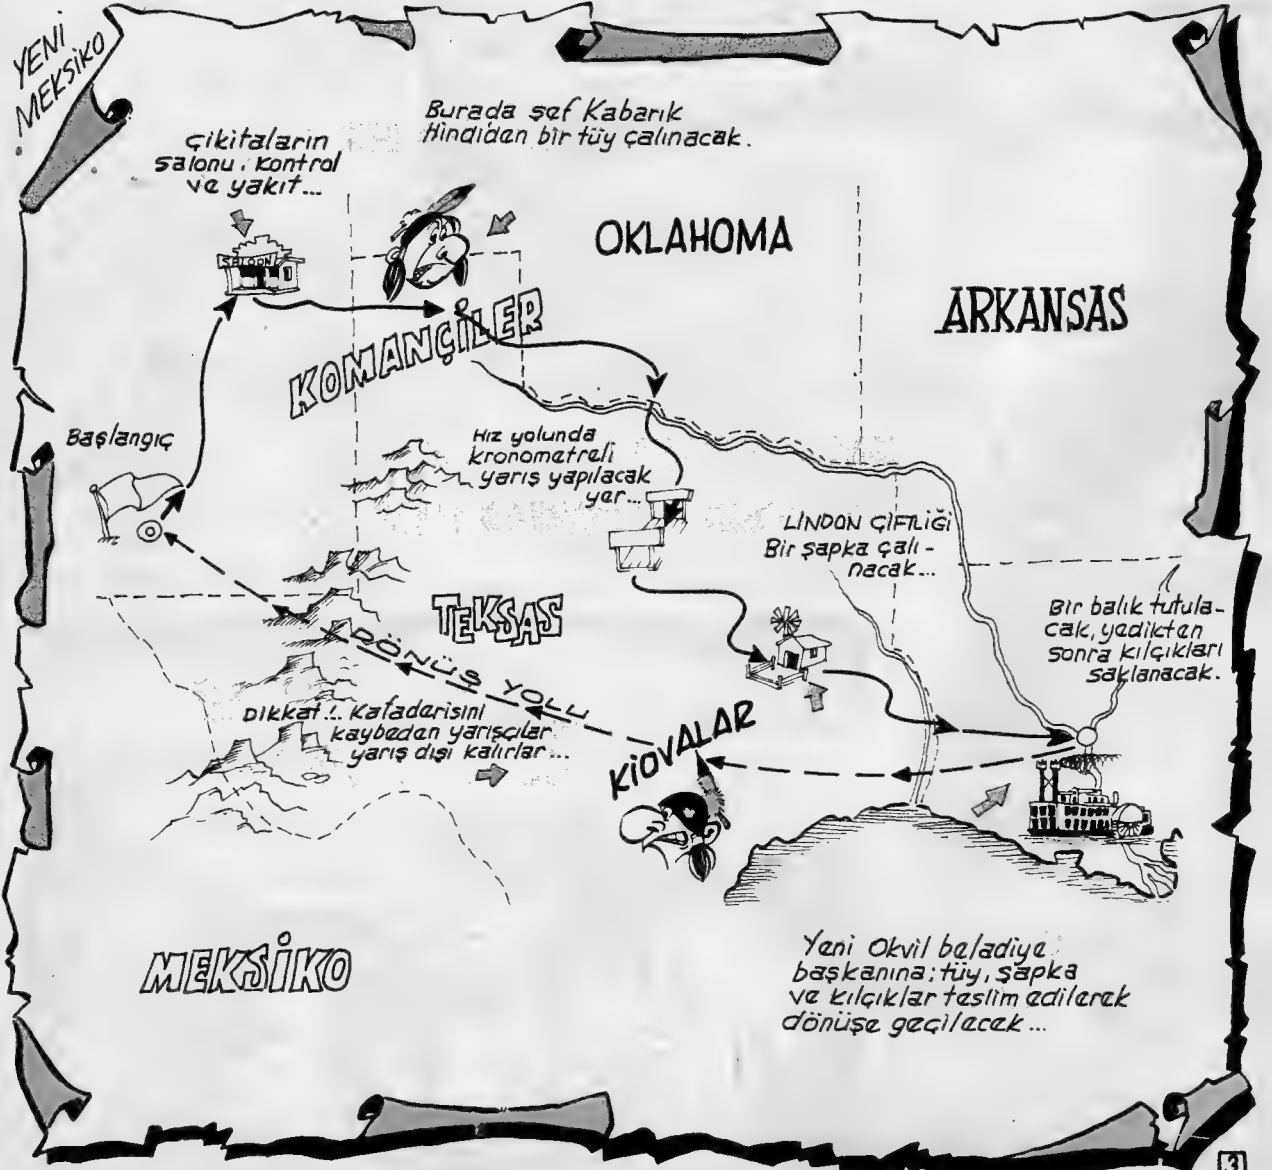 YENİ
MEKSİKO
Burada şef Kabarık
Hindiden bir tüy çalınacak.
Çikitaların
salonu. Kontrol
ve yakıt...
SALOON
OKLAHOMA
ARKANSAS
KOMANÇİLER
Başlangıç
Hız yolunda
kronometreli
yarış yapılacak
yer...
LİNDON ÇİFTLİĞİ
Bir şapka çalı-
nacak...
TEKSAS
Bir balık tutula-
cak, yedikten
sonra kılçıkları
saklanacak.
DÖNÜŞ YOLU
Dikkat!.. Kafaderisini
kaybeden yarışçılar
yarış dışı kalırlar...
KİOVALAR
MEKSİKO
Yeni Okvil belediye
başkanına; tüy, şapka
ve kılçıklar teslim edilerek
dönüşe geçilecek...
3